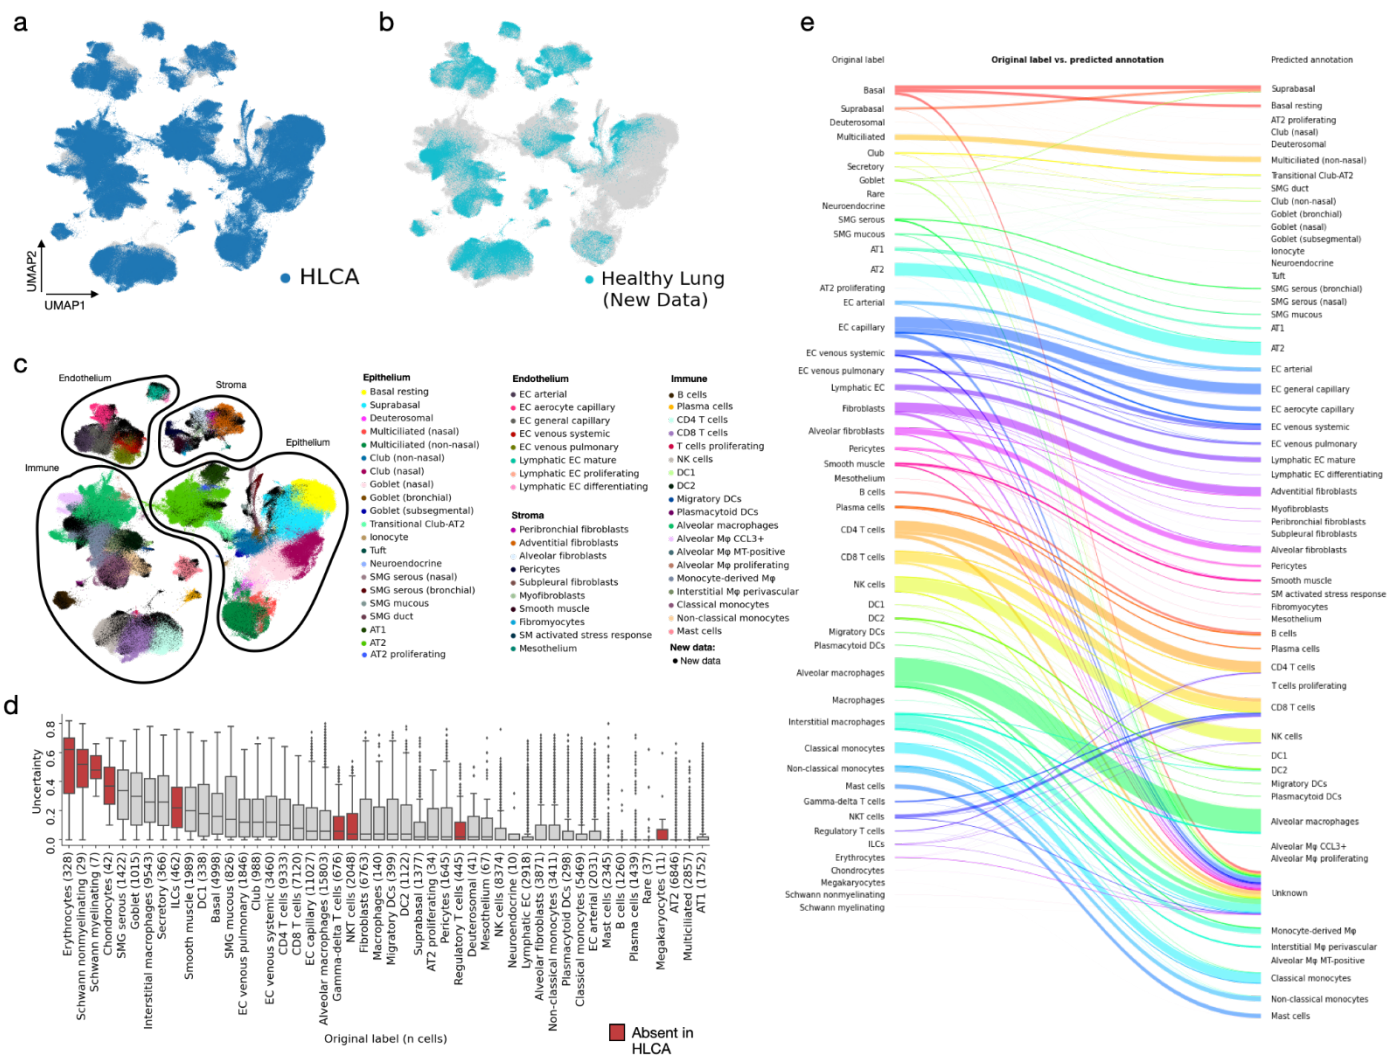 a
HLCA
UMAP2
UMAP1
b
Healthy Lung
(New Data)
c
Endothelium
Stroma
Epithelium
Immune
Epithelium
Basal resting
Suprabasal
Deuterosomal
Multiciliated (nasal)
Multiciliated (non-nasal)
Club (non-nasal)
Club (nasal)
Goblet (nasal)
Goblet (bronchial)
Goblet (subsegmental)
Transitional Club-AT2
Ionocyte
Tuft
Neuroendocrine
SMG serous (nasal)
SMG serous (bronchial)
SMG mucous
SMG duct
AT1
AT2
AT2 proliferating
Endothelium
EC arterial
EC aerocyte capillary
EC general capillary
EC venous systemic
EC venous pulmonary
Lymphatic EC mature
Lymphatic EC proliferating
Lymphatic EC differentiating
Stroma
Peribronchial fibroblasts
Adventitial fibroblasts
Alveolar fibroblasts
Pericytes
Subpleural fibroblasts
Myofibroblasts
Smooth muscle
Fibromyocytes
SM activated stress response
Mesothelium
Immune
B cells
Plasma cells
CD4 T cells
CD8 T cells
T cells proliferating
NK cells
DC1
DC2
Migratory DCs
Plasmacytoid DCs
Alveolar macrophages
Alveolar Mφ CCL3+
Alveolar Mφ MT-positive
Alveolar Mφ proliferating
Monocyte-derived Mφ
Interstitial Mφ perivascular
Classical monocytes
Non-classical monocytes
Mast cells
New data:
New data
d
Uncertainty
0.8
0.6
0.4
0.2
0.0
Erythrocytes (328)
Schwann nonmyelinating (29)
Schwann myelinating (7)
Chondrocytes (42)
SMG serous (1422)
Goblet (1015)
Interstitial macrophages (9543)
Secretory (366)
ILCs (462)
Smooth muscle (1989)
DC1 (338)
Basal (4998)
SMG mucous (826)
EC venous pulmonary (1846)
Club (988)
EC venous systemic (3460)
CD4 T cells (9333)
CD8 T cells (7120)
EC capillary (11027)
Alveolar macrophages (15803)
Gamma-delta T cells (676)
NKT cells (2048)
Fibroblasts (6763)
Macrophages (140)
Migratory DCs (399)
DC2 (1122)
Suprabasal (1377)
AT2 proliferating (34)
Pericytes (1645)
Regulatory T cells (445)
Deuterosomal (41)
Mesothelium (67)
NK cells (8374)
Neuroendocrine (10)
Lymphatic EC (2918)
Alveolar fibroblasts (3871)
Non-classical monocytes (3411)
Plasmacytoid DCs (298)
Classical monocytes (5469)
EC arterial (2031)
Mast cells (2345)
B cells (1260)
Plasma cells (1439)
Rare (37)
Megakaryocytes (11)
AT2 (6846)
Multiciliated (2857)
AT1 (1752)
Original label (n cells)
Absent in
HLCA
e
Original label
Original label vs. predicted annotation
Predicted annotation
Basal
Suprabasal
Deuterosomal
Multiciliated
Club
Secretory
Goblet
Rare
Neuroendocrine
SMG serous
SMG mucous
AT1
AT2
AT2 proliferating
EC arterial
EC capillary
EC venous systemic
EC venous pulmonary
Lymphatic EC
Fibroblasts
Alveolar fibroblasts
Pericytes
Smooth muscle
Mesothelium
B cells
Plasma cells
CD4 T cells
CD8 T cells
NK cells
DC1
DC2
Migratory DCs
Plasmacytoid DCs
Alveolar macrophages
Macrophages
Interstitial macrophages
Classical monocytes
Non-classical monocytes
Mast cells
Gamma-delta T cells
NKT cells
Regulatory T cells
ILCs
Erythrocytes
Chondrocytes
Megakaryocytes
Schwann nonmyelinating
Schwann myelinating
Suprabasal
Basal resting
AT2 proliferating
Club (nasal)
Deuterosomal
Multiciliated (non-nasal)
Transitional Club-AT2
SMG duct
Club (non-nasal)
Goblet (bronchial)
Goblet (nasal)
Goblet (subsegmental)
Ionocyte
Neuroendocrine
Tuft
SMG serous (bronchial)
SMG serous (nasal)
SMG mucous
AT1
AT2
EC arterial
EC general capillary
EC aerocyte capillary
EC venous systemic
EC venous pulmonary
Lymphatic EC mature
Lymphatic EC differentiating
Adventitial fibroblasts
Myofibroblasts
Peribronchial fibroblasts
Subpleural fibroblasts
Alveolar fibroblasts
Pericytes
Smooth muscle
SM activated stress response
Fibromyocytes
Mesothelium
B cells
Plasma cells
CD4 T cells
T cells proliferating
CD8 T cells
NK cells
DC1
DC2
Migratory DCs
Plasmacytoid DCs
Alveolar macrophages
Alveolar Mφ CCL3+
Alveolar Mφ proliferating
Unknown
Monocyte-derived Mφ
Interstitial Mφ perivascular
Alveolar Mφ MT-positive
Classical monocytes
Non-classical monocytes
Mast cells